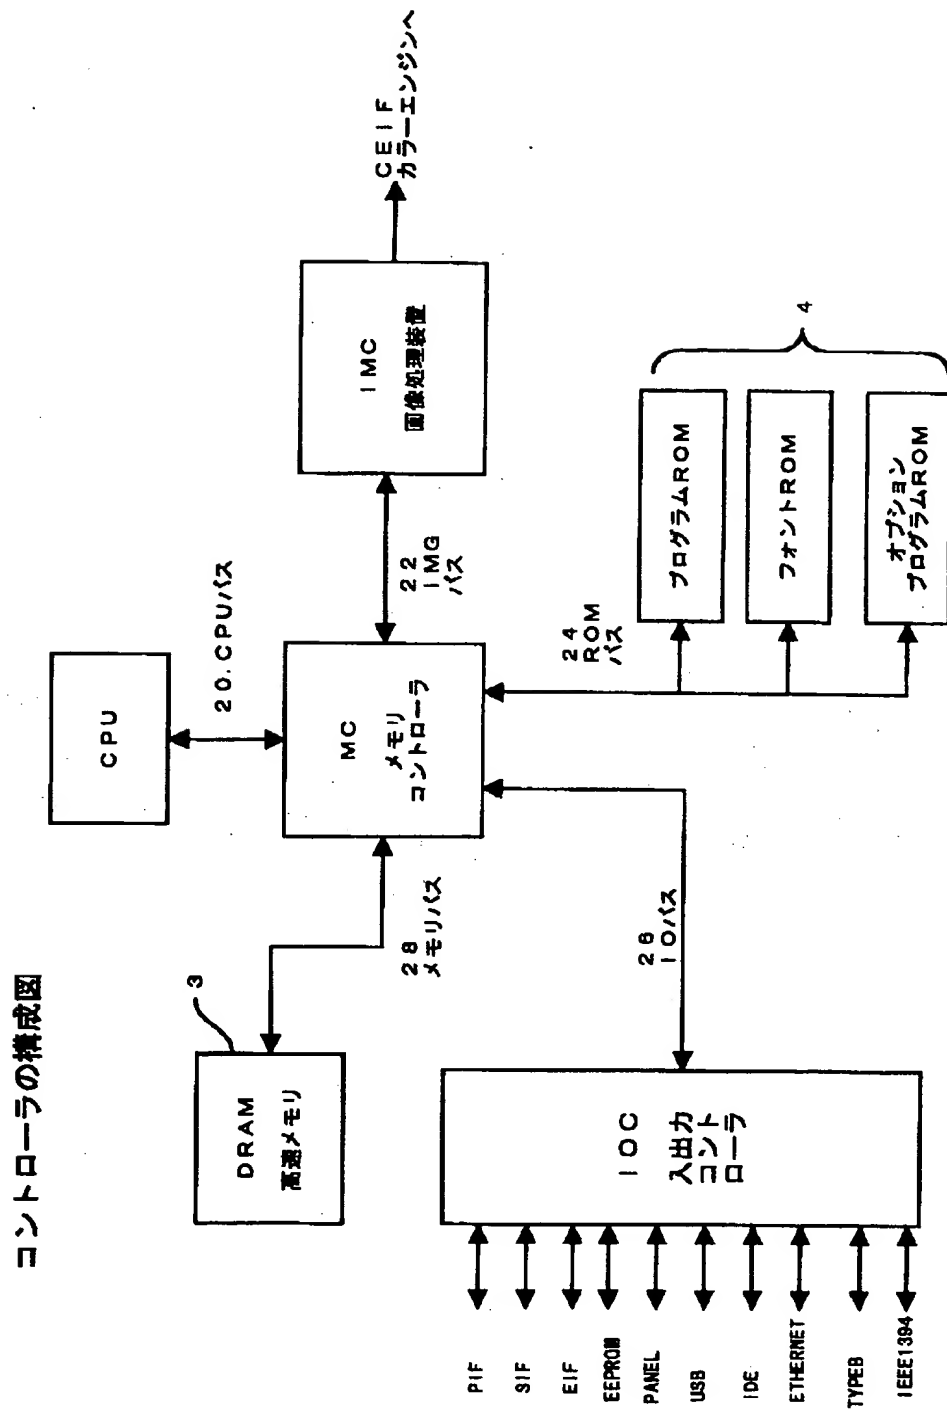 コントローラの構成図
DRAM
高速メモリ
3
28
メモリバス
CPU
20.CPUバス
MC
メモリ
コントローラ
22
IMG
バス
IMC
画像処理装置
CEIF
カラーエンジンへ
24
ROM
バス
プログラムROM
フォントROM
オプション
プログラムROM
4
26
IOバス
IOC
入出力
コント
ローラ
PIF
SIF
EIF
EEPROM
PANEL
USB
IDE
ETHERNET
TYPEB
IEEE1394